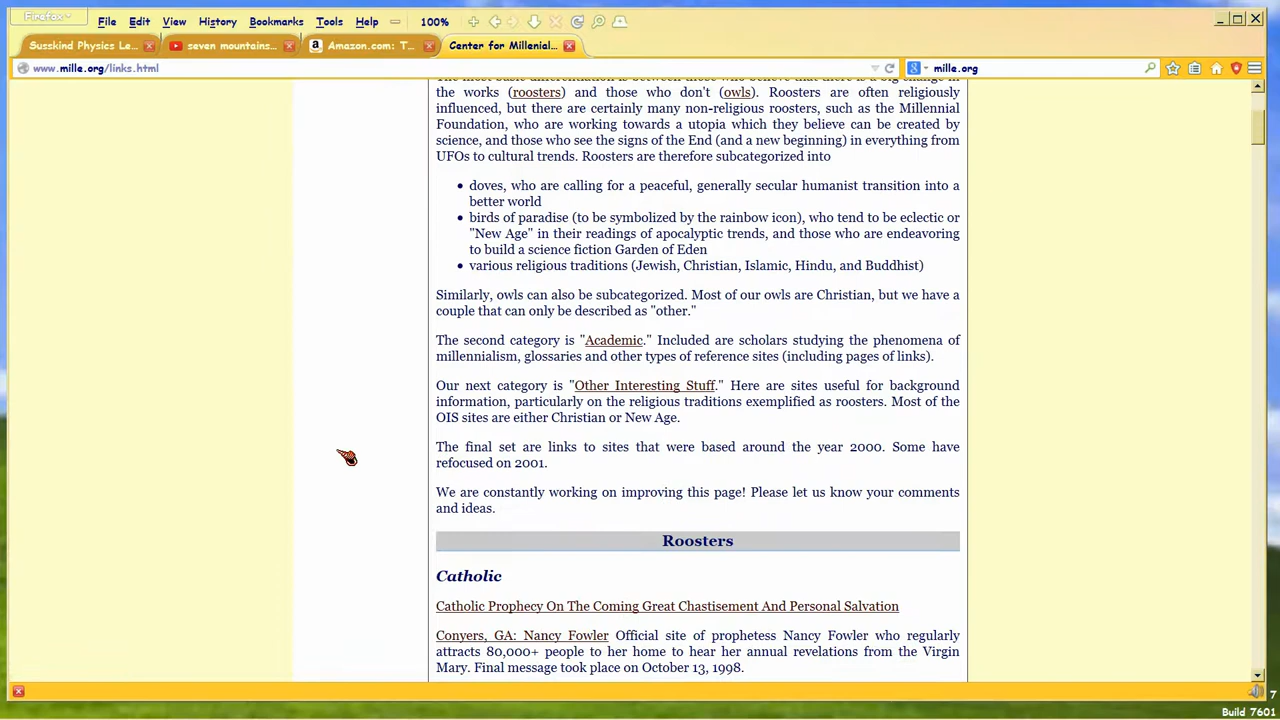 Firefox
File Edit View History Bookmarks Tools Help 100%
Susskind Physics Le... seven mountains... Amazon.com: T... Center for Millenial...
www.mille.org/links.html mille.org
the works (roosters) and those who don't (owls). Roosters are often religiously
influenced, but there are certainly many non-religious roosters, such as the Millennial
Foundation, who are working towards a utopia which they believe can be created by
science, and those who see the signs of the End (and a new beginning) in everything from
UFOs to cultural trends. Roosters are therefore subcategorized into
doves, who are calling for a peaceful, generally secular humanist transition into a
better world
birds of paradise (to be symbolized by the rainbow icon), who tend to be eclectic or
"New Age" in their readings of apocalyptic trends, and those who are endeavoring
to build a science fiction Garden of Eden
various religious traditions (Jewish, Christian, Islamic, Hindu, and Buddhist)
Similarly, owls can also be subcategorized. Most of our owls are Christian, but we have a
couple that can only be described as "other."
The second category is "Academic." Included are scholars studying the phenomena of
millennialism, glossaries and other types of reference sites (including pages of links).
Our next category is "Other Interesting Stuff." Here are sites useful for background
information, particularly on the religious traditions exemplified as roosters. Most of the
OIS sites are either Christian or New Age.
The final set are links to sites that were based around the year 2000. Some have
refocused on 2001.
We are constantly working on improving this page! Please let us know your comments
and ideas.
Roosters
Catholic
Catholic Prophecy On The Coming Great Chastisement And Personal Salvation
Conyers, GA: Nancy Fowler Official site of prophetess Nancy Fowler who regularly
attracts 80,000+ people to her home to hear her annual revelations from the Virgin
Mary. Final message took place on October 13, 1998.
7
Build 7601